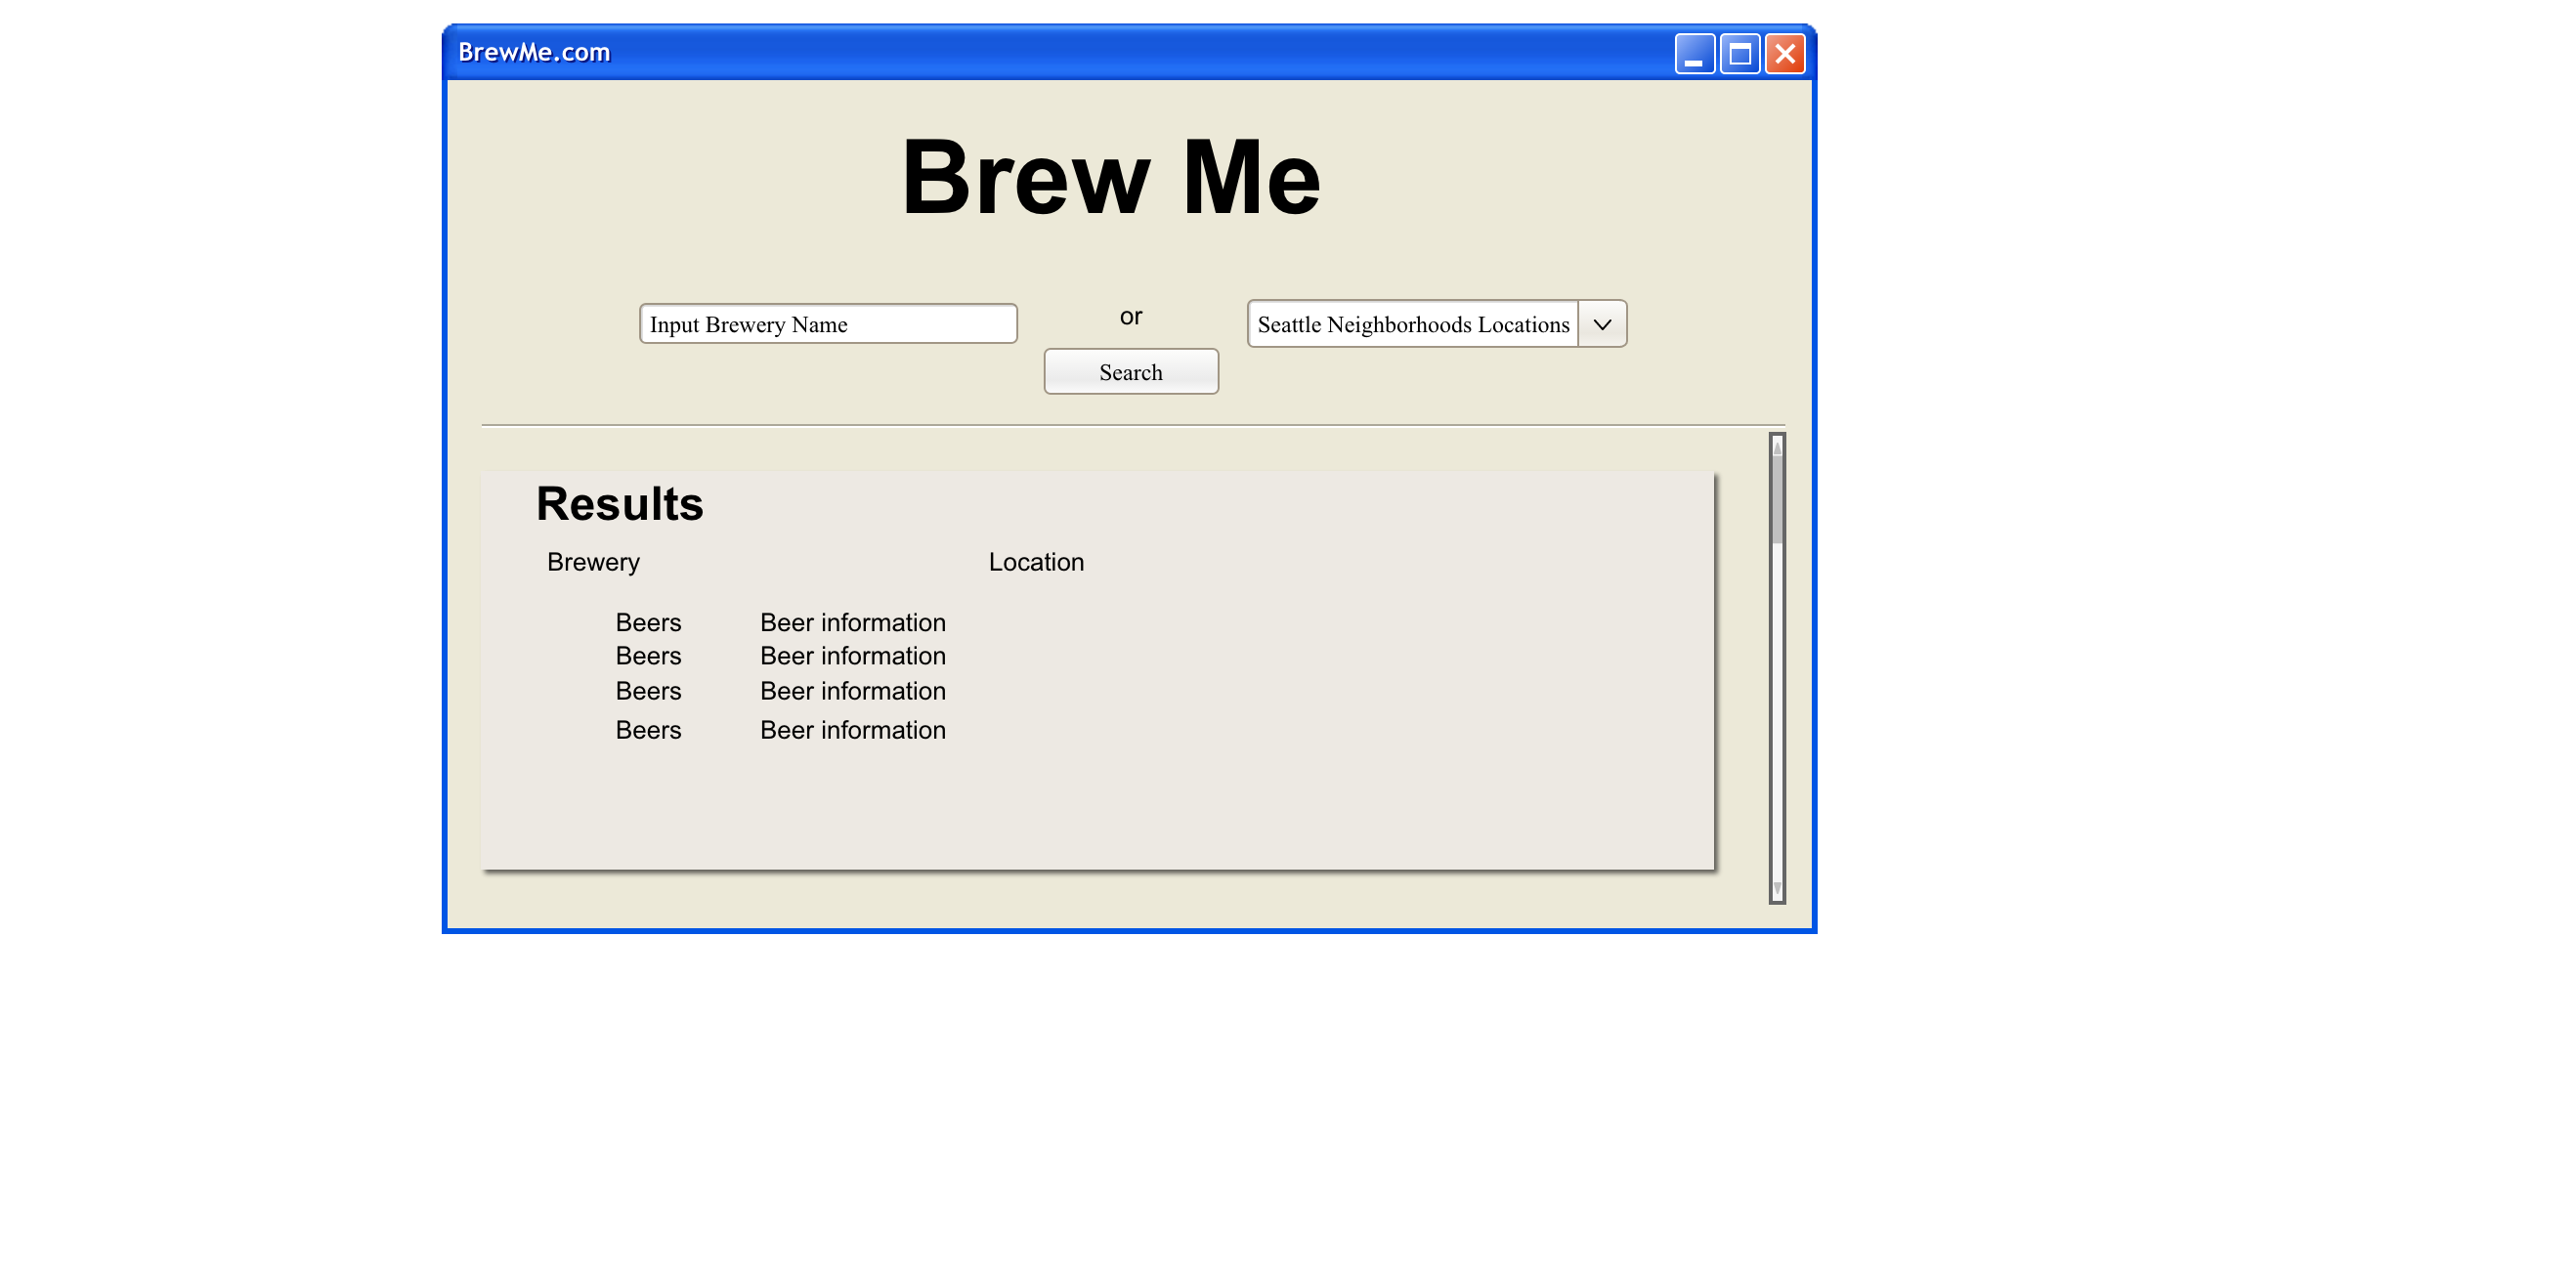 BrewMe.com
Brew Me
Input Brewery Name
or
Seattle Neighborhoods Locations
Search
Results
Brewery Location
Beers Beer information
Beers Beer information
Beers Beer information
Beers Beer information